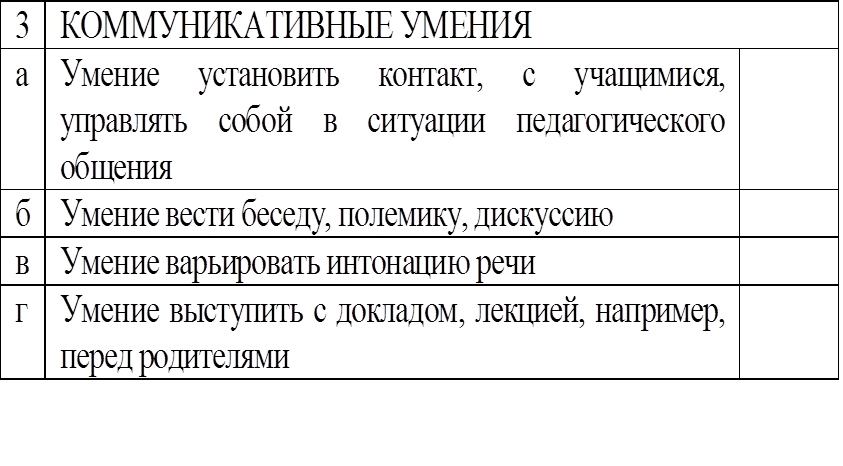 3 КОММУНИКАТИВНЫЕ УМЕНИЯ
а Умение установить контакт, с учащимися,
управлять собой в ситуации педагогического
общения
б Умение вести беседу, полемику, дискуссию
в Умение варьировать интонацию речи
г Умение выступить с докладом, лекцией, например,
перед родителями